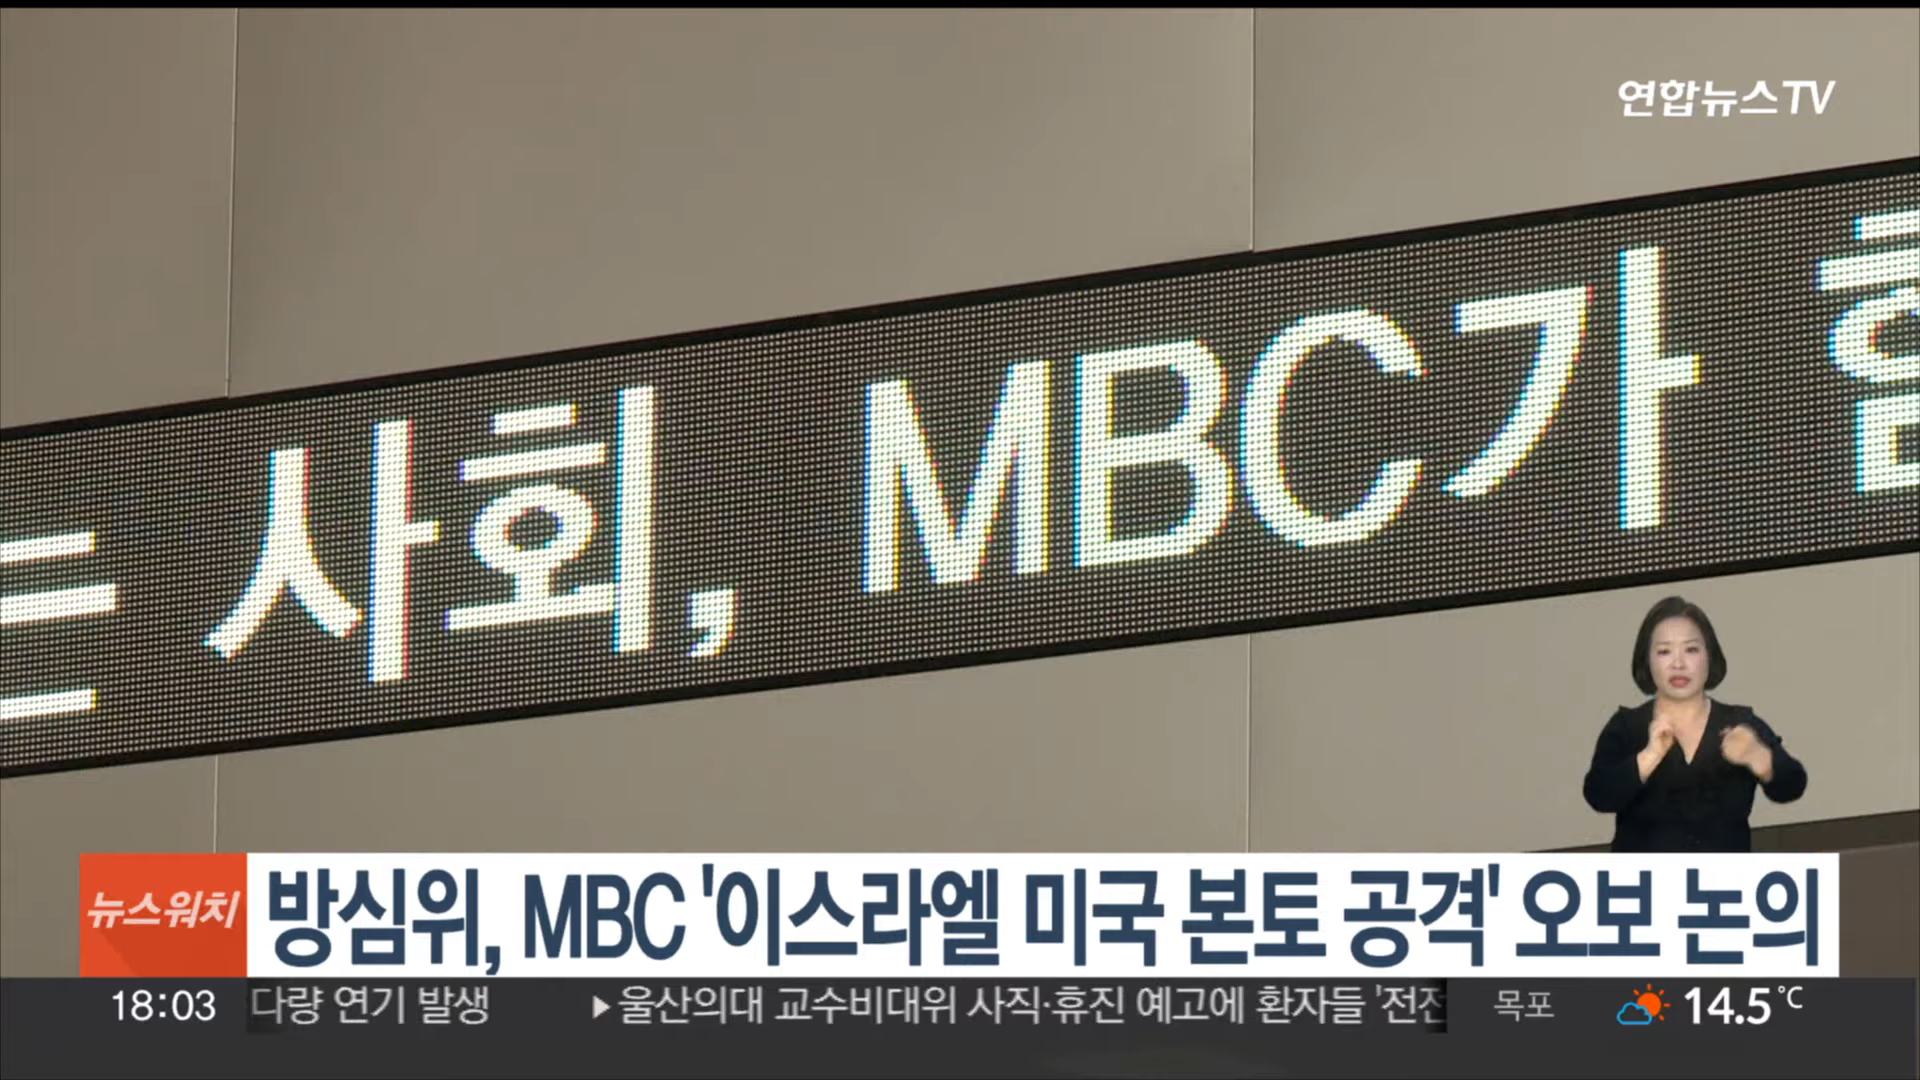 연합뉴스TV
는 사회, MBC가
뉴스워치
방심위, MBC '이스라엘 미국 본토 공격' 오보 논의
18:03 다량 연기 발생 ▶울산의대 교수비대위 사직·휴진 예고에 환자들 '전전 목포 14.5℃